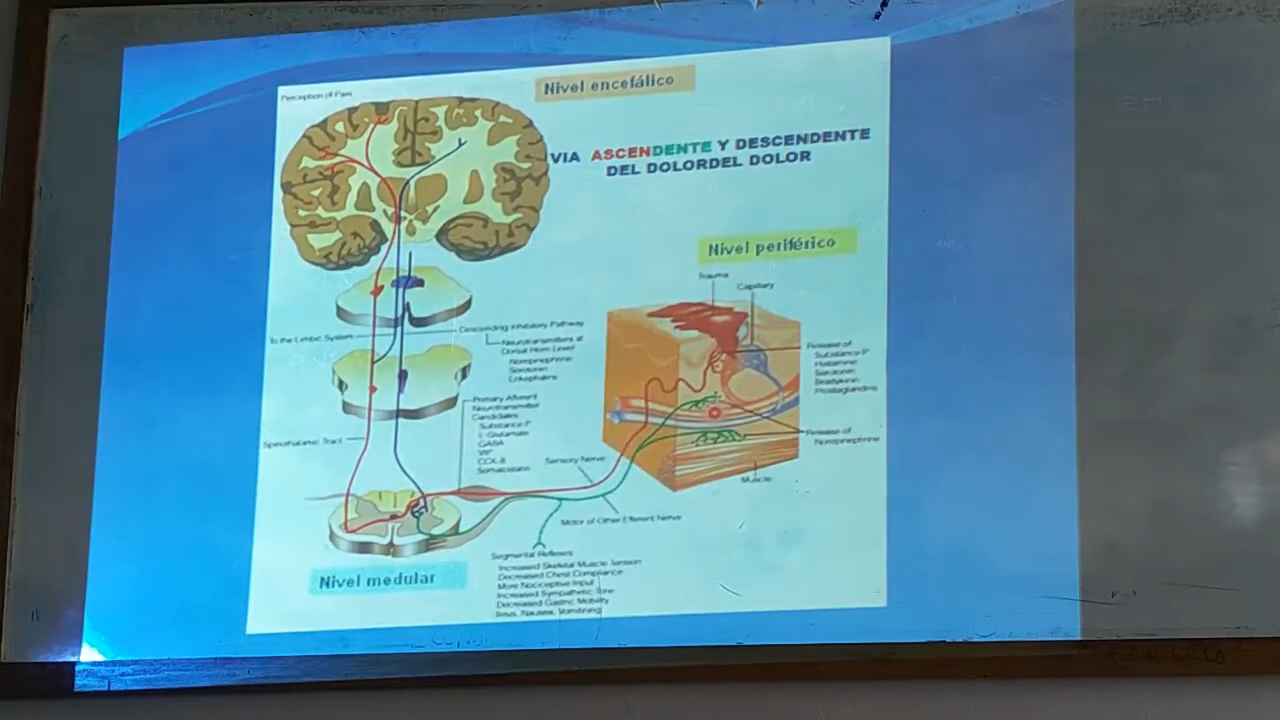 Perception of Pain
Nivel encefálico
VIA ASCENDENTE Y DESCENDENTE
DEL DOLORDEL DOLOR
Nivel periférico
Trauma
Capillary
To the Limbic System
Descending Inhibitory Pathway
Neurotransmitters at
Dorsal Horn Level
Norepinephrine
Serotonin
Enkephalins
Release of
Substance P
Histamine
Serotonin
Bradykinin
Prostaglandins
Primary Afferent
Neurotransmitter
Candidates
Substance P
L-Glutamate
GABA
VIP
CCK-8
Somatostatin
Release of
Norepinephrine
Spinothalamic Tract
Sensory Nerve
Muscle
Motor or Other Efferent Nerve
Segmental Reflexes
Increased Skeletal Muscle Tension
Decreased Chest Compliance
More Nociceptive Input
Increased Sympathetic Tone
Decreased Gastric Mobility
Ileus, Nausea, Vomiting
Nivel medular